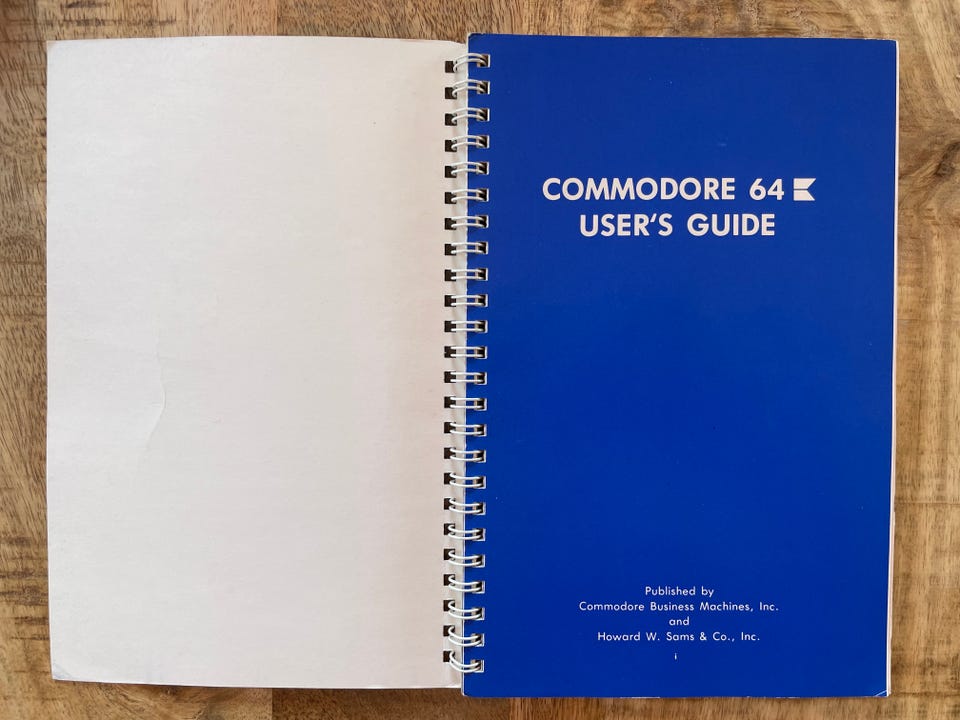 COMMODORE 64
USER'S GUIDE
Published by
Commodore Business Machines, Inc.
and
Howard W. Sams & Co., Inc.
i